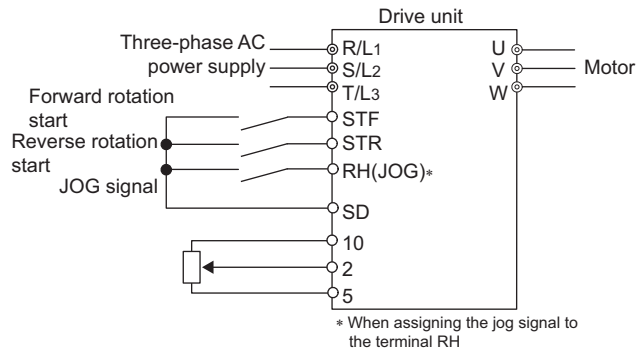 Drive unit
Three-phase AC
power supply
R/L1
S/L2
T/L3
U
V
W
Motor
Forward rotation
start
STF
Reverse rotation
start
STR
JOG signal
RH(JOG)*
SD
10
2
5
* When assigning the jog signal to
the terminal RH